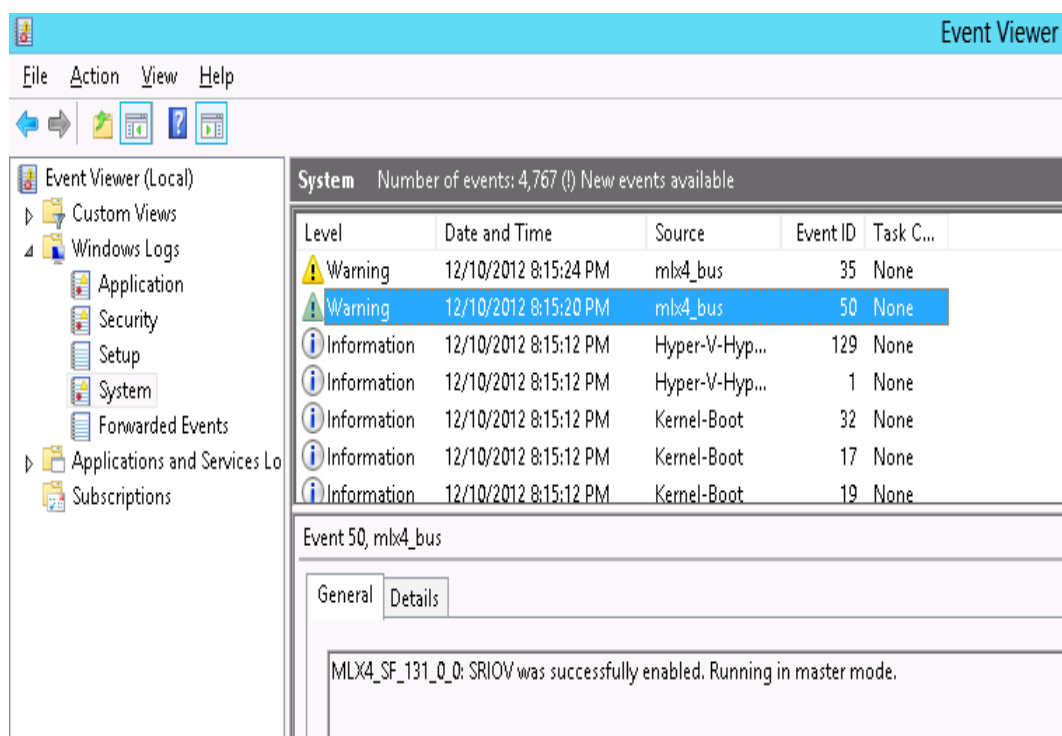 Event Viewer
File Action View Help
Event Viewer (Local)
Custom Views
Windows Logs
Application
Security
Setup
System
Forwarded Events
Applications and Services Lo
Subscriptions
System Number of events: 4,767 (!) New events available
Level Date and Time Source Event ID Task C...
Warning 12/10/2012 8:15:24 PM mlx4_bus 35 None
Warning 12/10/2012 8:15:20 PM mlx4_bus 50 None
Information 12/10/2012 8:15:12 PM Hyper-V-Hyp... 129 None
Information 12/10/2012 8:15:12 PM Hyper-V-Hyp... 1 None
Information 12/10/2012 8:15:12 PM Kernel-Boot 32 None
Information 12/10/2012 8:15:12 PM Kernel-Boot 17 None
Information 12/10/2012 8:15:12 PM Kernel-Boot 19 None
Event 50, mlx4_bus
General Details
MLX4_SF_131_0_0: SRIOV was successfully enabled. Running in master mode.